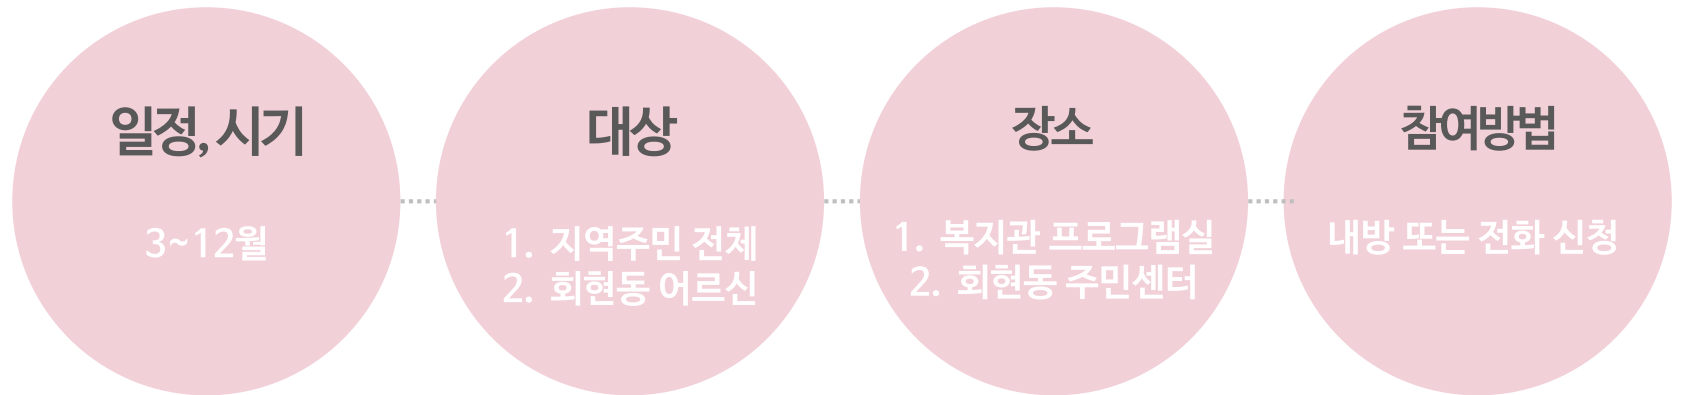 일정, 시기
3~12월
대상
1. 지역주민 전체
2. 회현동 어르신
장소
1. 복지관 프로그램실
2. 회현동 주민센터
참여방법
내방 또는 전화 신청